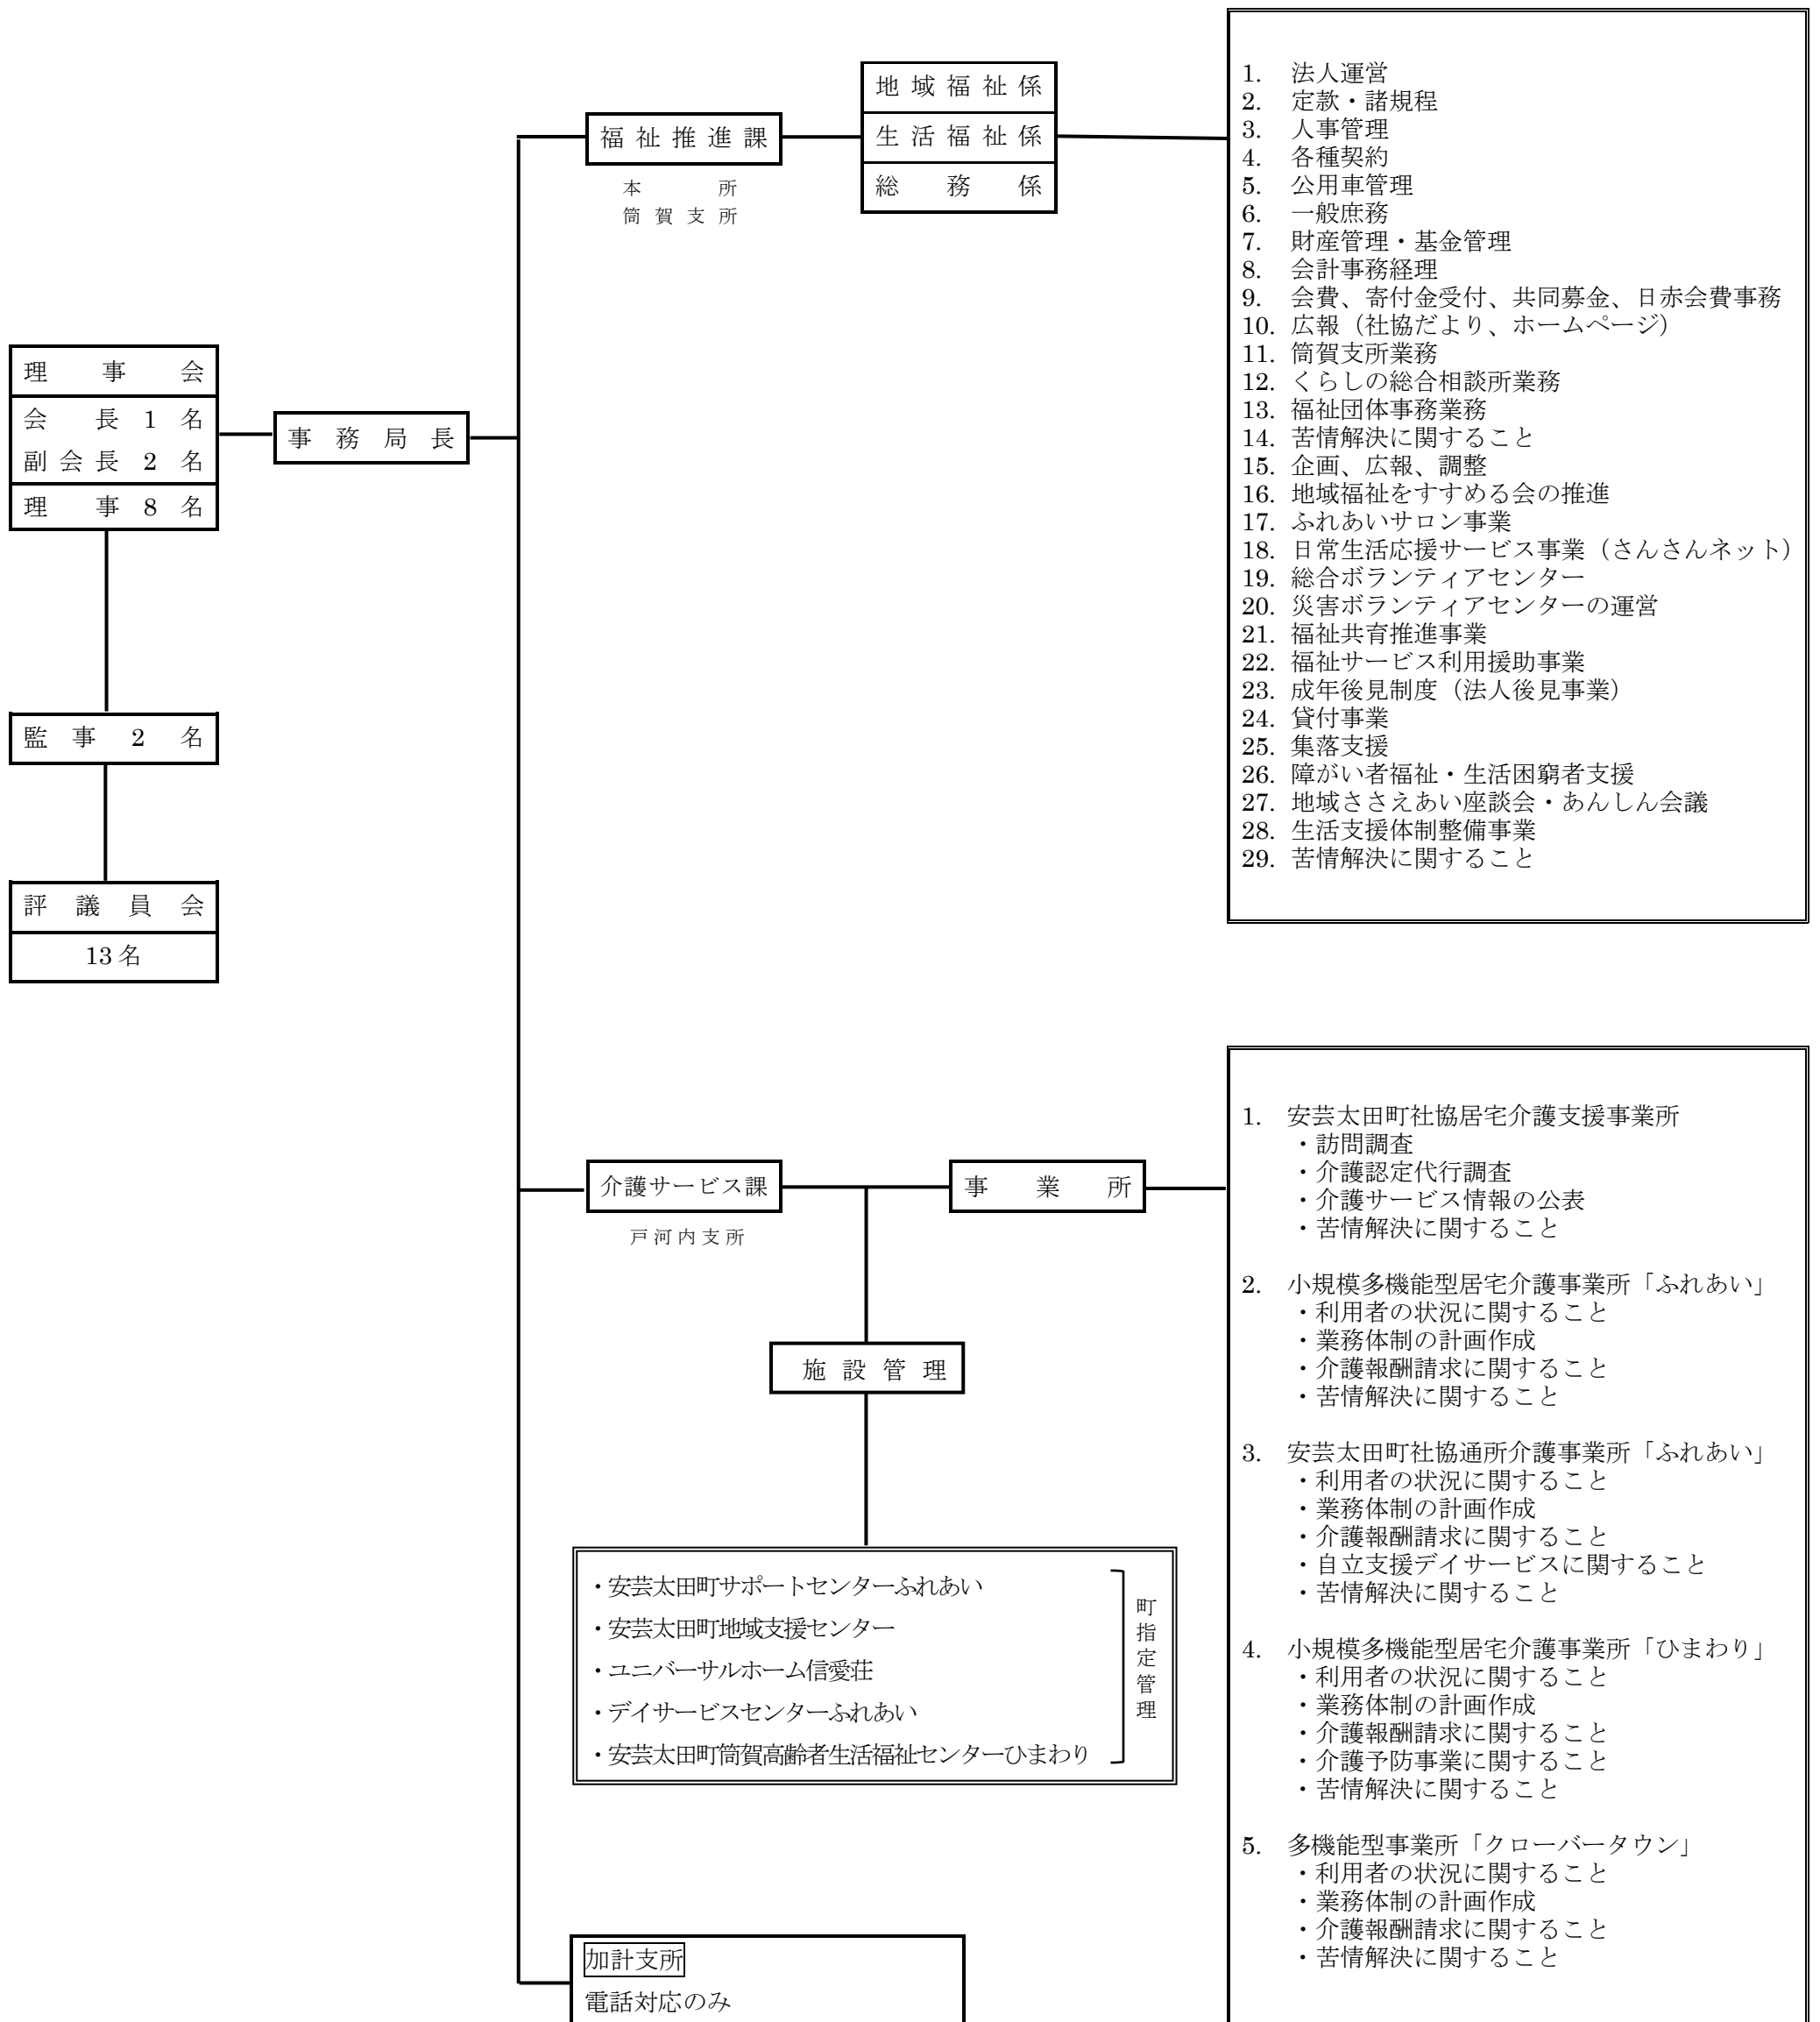 理事会
会長1名
副会長2名
理事8名
監事2名
評議員会
13名
事務局長
福祉推進課
本所
筒賀支所
地域福祉係
生活福祉係
総務係
1. 法人運営
2. 定款・諸規程
3. 人事管理
4. 各種契約
5. 公用車管理
6. 一般庶務
7. 財産管理・基金管理
8. 会計事務経理
9. 会費、寄付金受付、共同募金、日赤会費事務
10. 広報（社協だより、ホームページ）
11. 筒賀支所業務
12. くらしの総合相談所業務
13. 福祉団体事務業務
14. 苦情解決に関すること
15. 企画、広報、調整
16. 地域福祉をすすめる会の推進
17. ふれあいサロン事業
18. 日常生活応援サービス事業（さんさんネット）
19. 総合ボランティアセンター
20. 災害ボランティアセンターの運営
21. 福祉共育推進事業
22. 福祉サービス利用援助事業
23. 成年後見制度（法人後見事業）
24. 貸付事業
25. 集落支援
26. 障がい者福祉・生活困窮者支援
27. 地域ささえあい座談会・あんしん会議
28. 生活支援体制整備事業
29. 苦情解決に関すること
介護サービス課
戸河内支所
事業所
施設管理
・安芸太田町サポートセンターふれあい
・安芸太田町地域支援センター
・ユニバーサルホーム信愛荘
・デイサービスセンターふれあい
・安芸太田町筒賀高齢者生活福祉センターひまわり
町指定管理
1. 安芸太田町社協居宅介護支援事業所
・訪問調査
・介護認定代行調査
・介護サービス情報の公表
・苦情解決に関すること
2. 小規模多機能型居宅介護事業所「ふれあい」
・利用者の状況に関すること
・業務体制の計画作成
・介護報酬請求に関すること
・苦情解決に関すること
3. 安芸太田町社協通所介護事業所「ふれあい」
・利用者の状況に関すること
・業務体制の計画作成
・介護報酬請求に関すること
・自立支援デイサービスに関すること
・苦情解決に関すること
4. 小規模多機能型居宅介護事業所「ひまわり」
・利用者の状況に関すること
・業務体制の計画作成
・介護報酬請求に関すること
・介護予防事業に関すること
・苦情解決に関すること
5. 多機能型事業所「クローバータウン」
・利用者の状況に関すること
・業務体制の計画作成
・介護報酬請求に関すること
・苦情解決に関すること
加計支所
電話対応のみ